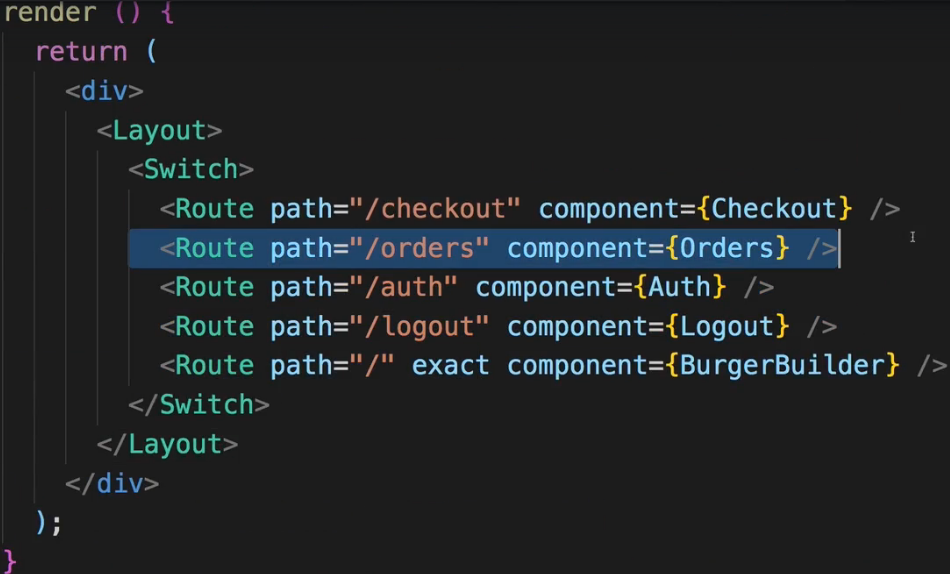 render () {
return (
<div>
<Layout>
<Switch>
<Route path="/checkout" component={Checkout} />
<Route path="/orders" component={Orders} />
<Route path="/auth" component={Auth} />
<Route path="/logout" component={Logout} />
<Route path="/" exact component={BurgerBuilder} />
</Switch>
</Layout>
</div>
);
}